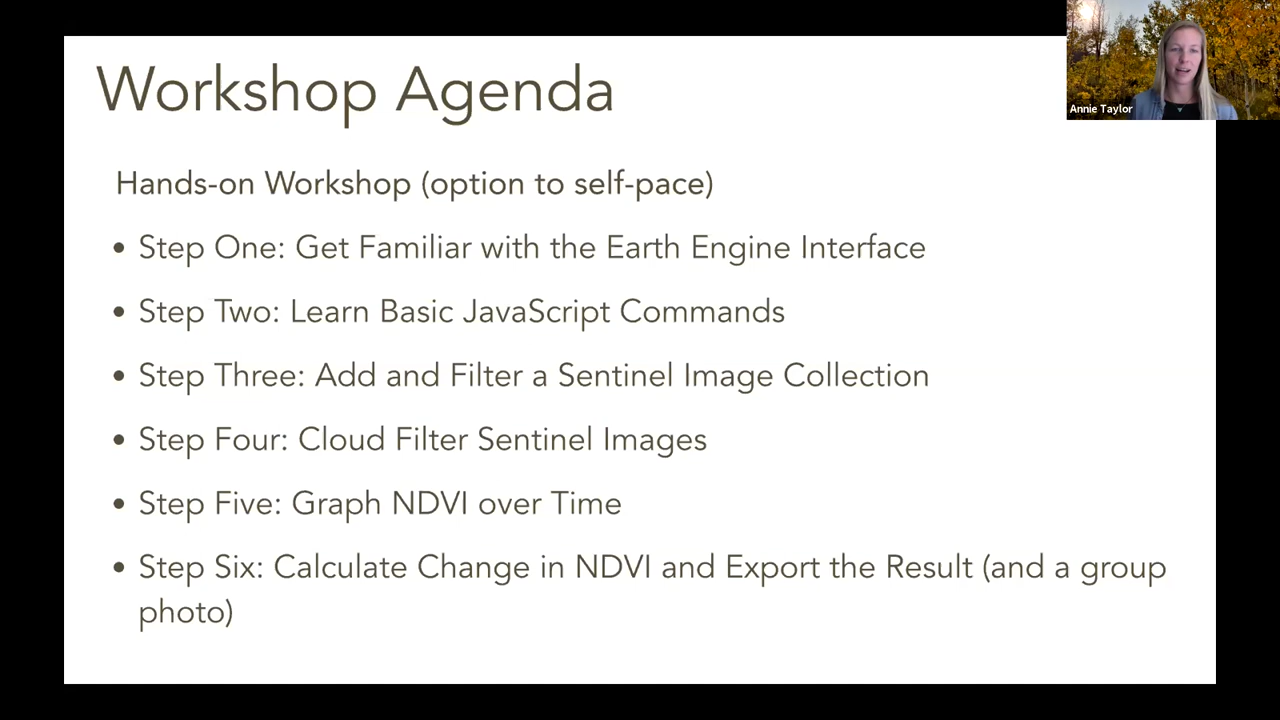 Workshop Agenda
Annie Taylor
Hands-on Workshop (option to self-pace)
• Step One: Get Familiar with the Earth Engine Interface
• Step Two: Learn Basic JavaScript Commands
• Step Three: Add and Filter a Sentinel Image Collection
• Step Four: Cloud Filter Sentinel Images
• Step Five: Graph NDVI over Time
• Step Six: Calculate Change in NDVI and Export the Result (and a group
photo)